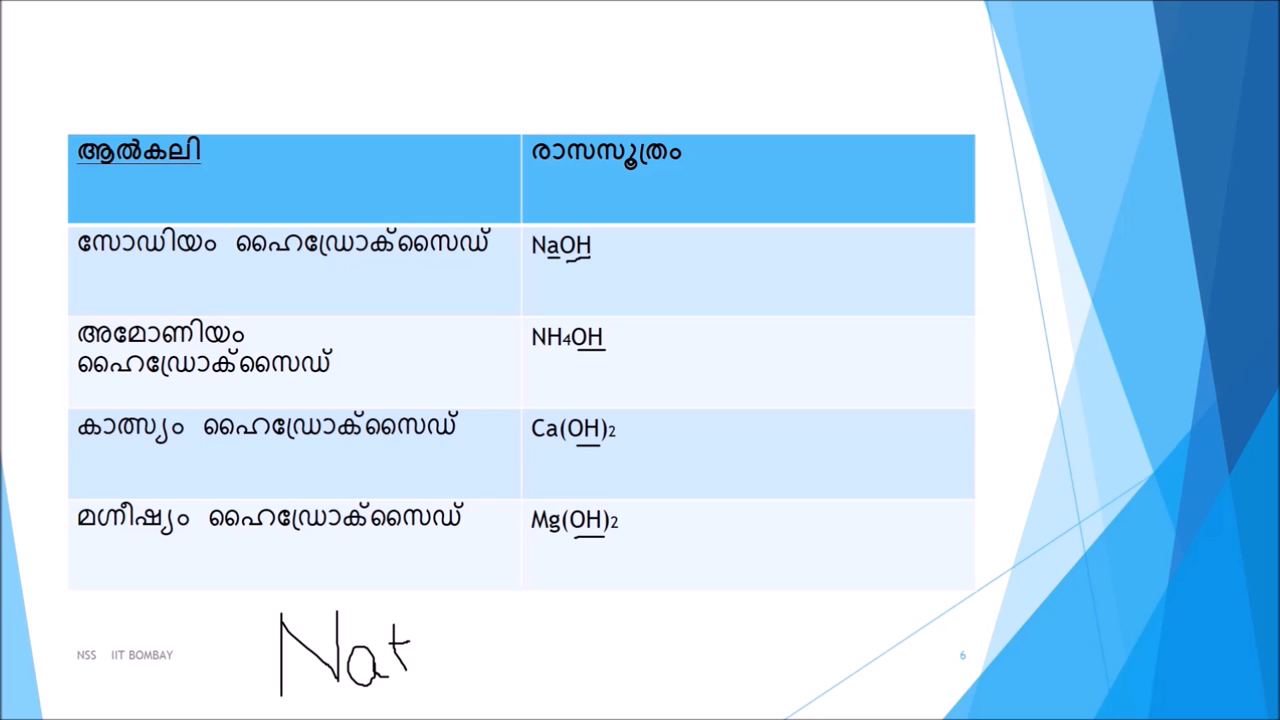 ആൽകലി രാസസൂത്രം
സോഡിയം ഹൈഡ്രോക്സൈഡ് NaOH
അമോണിയം NH4OH
ഹൈഡ്രോക്സൈഡ്
കാത്സ്യം ഹൈഡ്രോക്സൈഡ് Ca(OH)2
മഗ്നീഷ്യം ഹൈഡ്രോക്സൈഡ് Mg(OH)2
NSS IIT BOMBAY
Na+
6